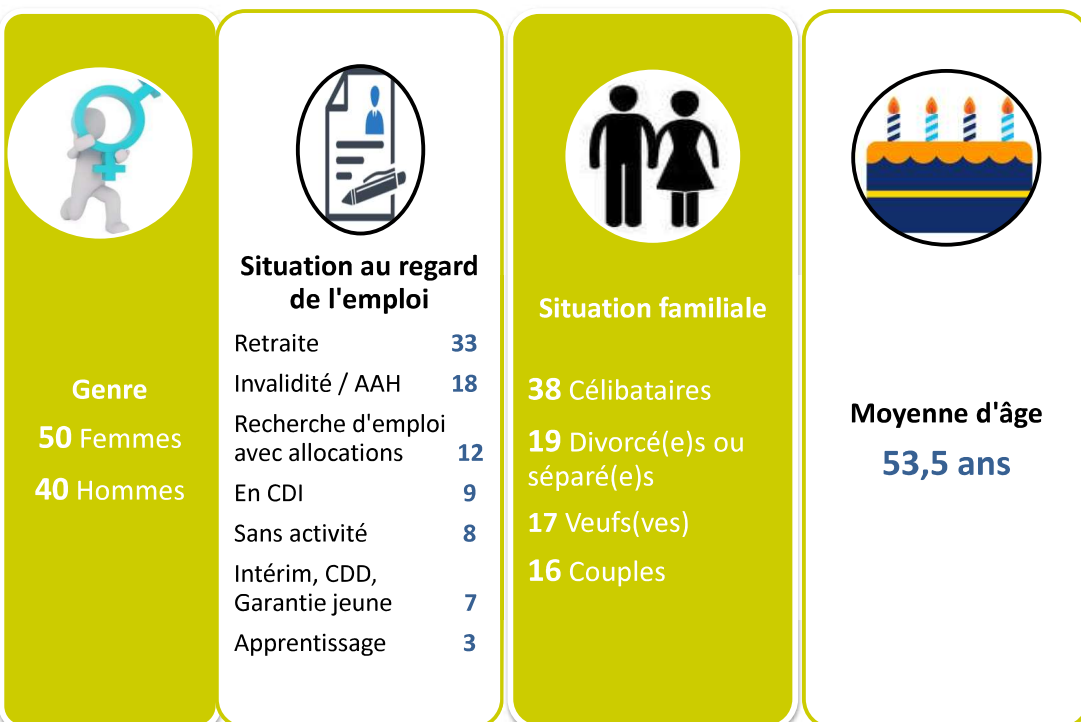 Genre
50 Femmes
40 Hommes
Situation au regard
de l'emploi
Retraite 33
Invalidité / AAH 18
Recherche d'emploi
avec allocations 12
En CDI 9
Sans activité 8
Intérim, CDD,
Garantie jeune 7
Apprentissage 3
Situation familiale
38 Célibataires
19 Divorcé(e)s ou
séparé(e)s
17 Veufs(ves)
16 Couples
Moyenne d'âge
53,5 ans